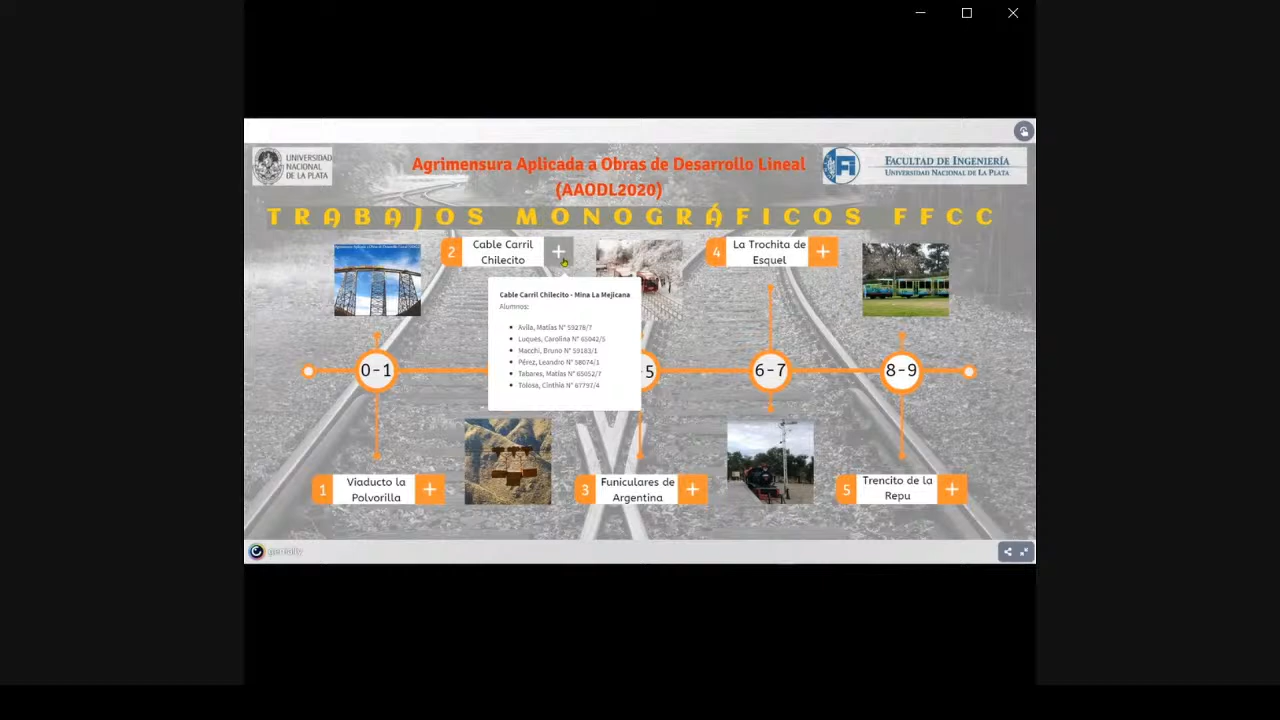 UNIVERSIDAD
NACIONAL
DE LA PLATA
Agrimensura Aplicada a Obras de Desarrollo Lineal
(AAODL2020)
FACULTAD DE INGENIERÍA
UNIVERSIDAD NACIONAL DE LA PLATA
TRABAJOS MONOGRÁFICOS FFCC
2
Cable Carril
Chilecito
+
4
La Trochita de
Esquel
+
Cable Carril Chilecito - Mina La Mejicana
Alumnos:
Avila, Matías N° 59278/7
Luques, Carolina N° 65042/5
Macchi, Bruno N° 59183/1
Pérez, Leandro N° 58074/1
Tabares, Matías N° 65052/7
Tolosa, Cinthia N° 67797/4
0-1
5
6-7
8-9
1
Viaducto la
Polvorilla
+
3
Funiculares de
Argentina
+
5
Trencito de la
Repu
+
genially